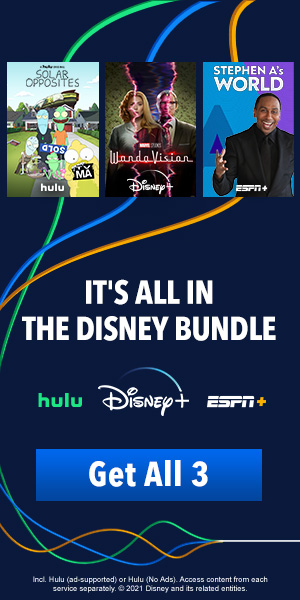 A hulu ORIGINAL
SOLAR
OPPOSITES
SOLD
TV
MA
hulu
MARVEL STUDIOS
WandaVision
Disney+
STEPHEN A's
WORLD
ESPN+
IT'S ALL IN
THE DISNEY BUNDLE
hulu
Disney+
ESPN+
Get All 3
Incl. Hulu (ad-supported) or Hulu (No Ads). Access content from each
service separately. © 2021 Disney and its related entities.